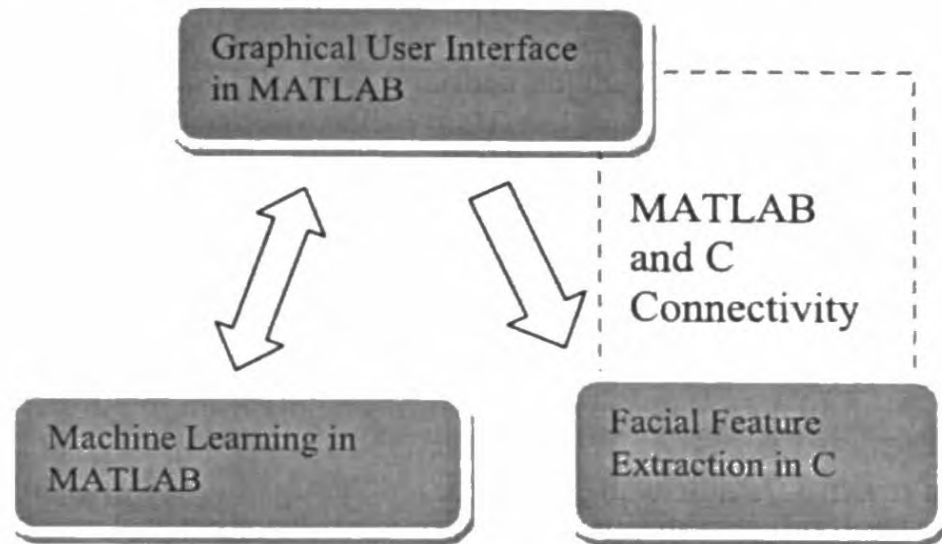 Graphical User Interface
in MATLAB
MATLAB
and C
Connectivity
Machine Learning in
MATLAB
Facial Feature
Extraction in C